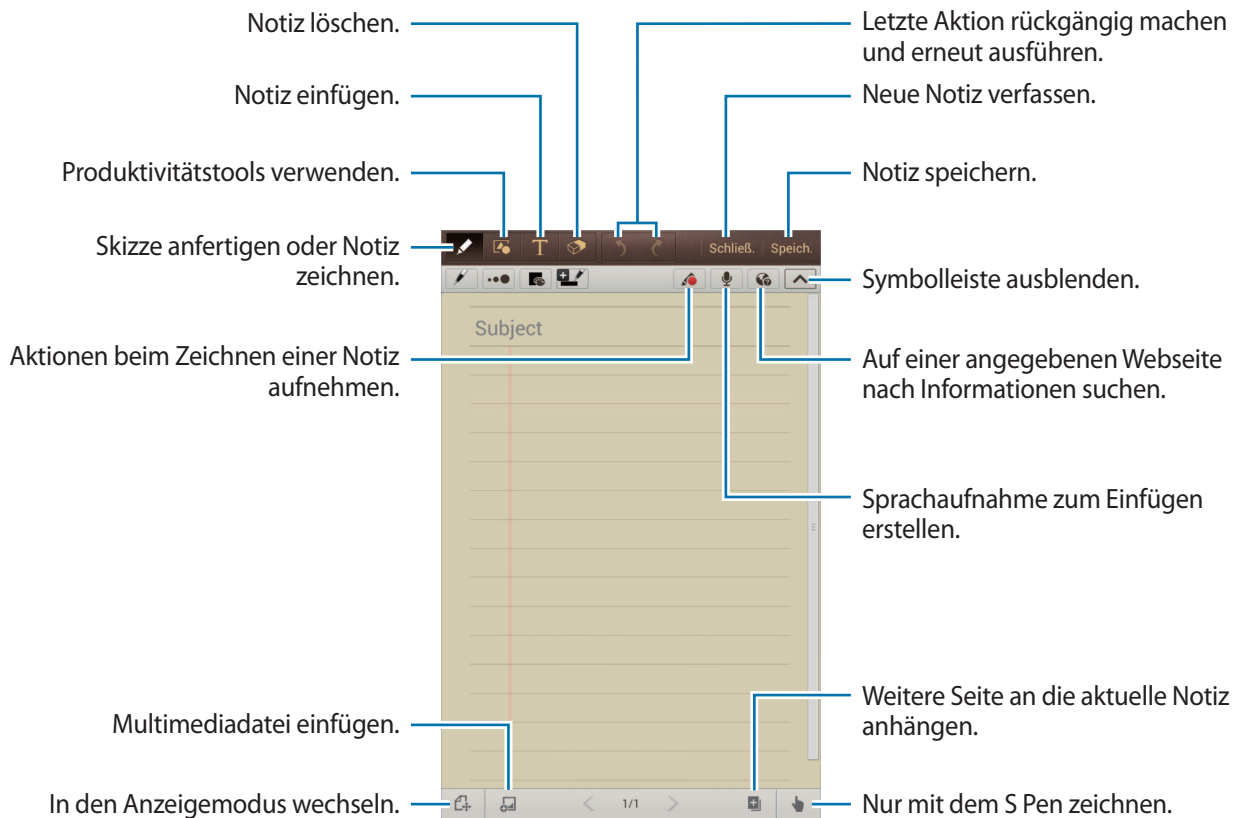 Notiz löschen.
Notiz einfügen.
Produktivitätstools verwenden.
Skizze anfertigen oder Notiz
zeichnen.
Aktionen beim Zeichnen einer Notiz
aufnehmen.
Multimediadatei einfügen.
In den Anzeigemodus wechseln.
T
Schließ. Speich.
Subject
1/1
Letzte Aktion rückgängig machen
und erneut ausführen.
Neue Notiz verfassen.
Notiz speichern.
Symbolleiste ausblenden.
Auf einer angegebenen Webseite
nach Informationen suchen.
Sprachaufnahme zum Einfügen
erstellen.
Weitere Seite an die aktuelle Notiz
anhängen.
Nur mit dem S Pen zeichnen.